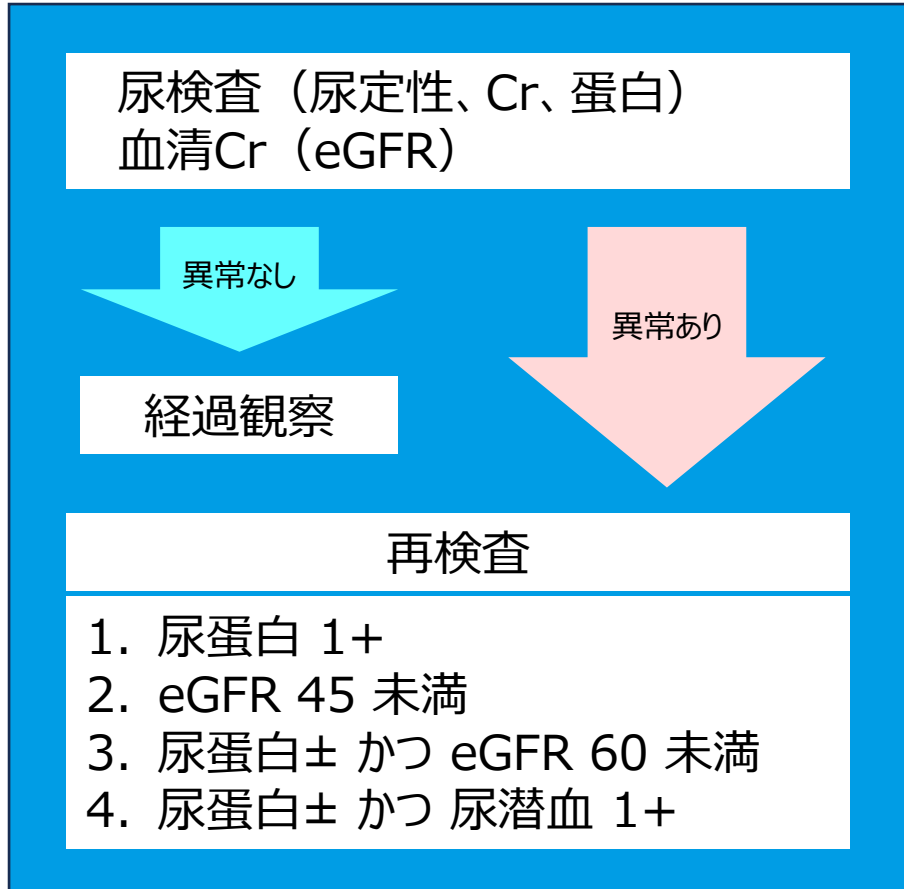 尿検査（尿定性、Cr、蛋白）
血清Cr（eGFR）
異常なし
異常あり
経過観察
再検査
1. 尿蛋白 1+
2. eGFR 45 未満
3. 尿蛋白± かつ eGFR 60 未満
4. 尿蛋白± かつ 尿潜血 1+